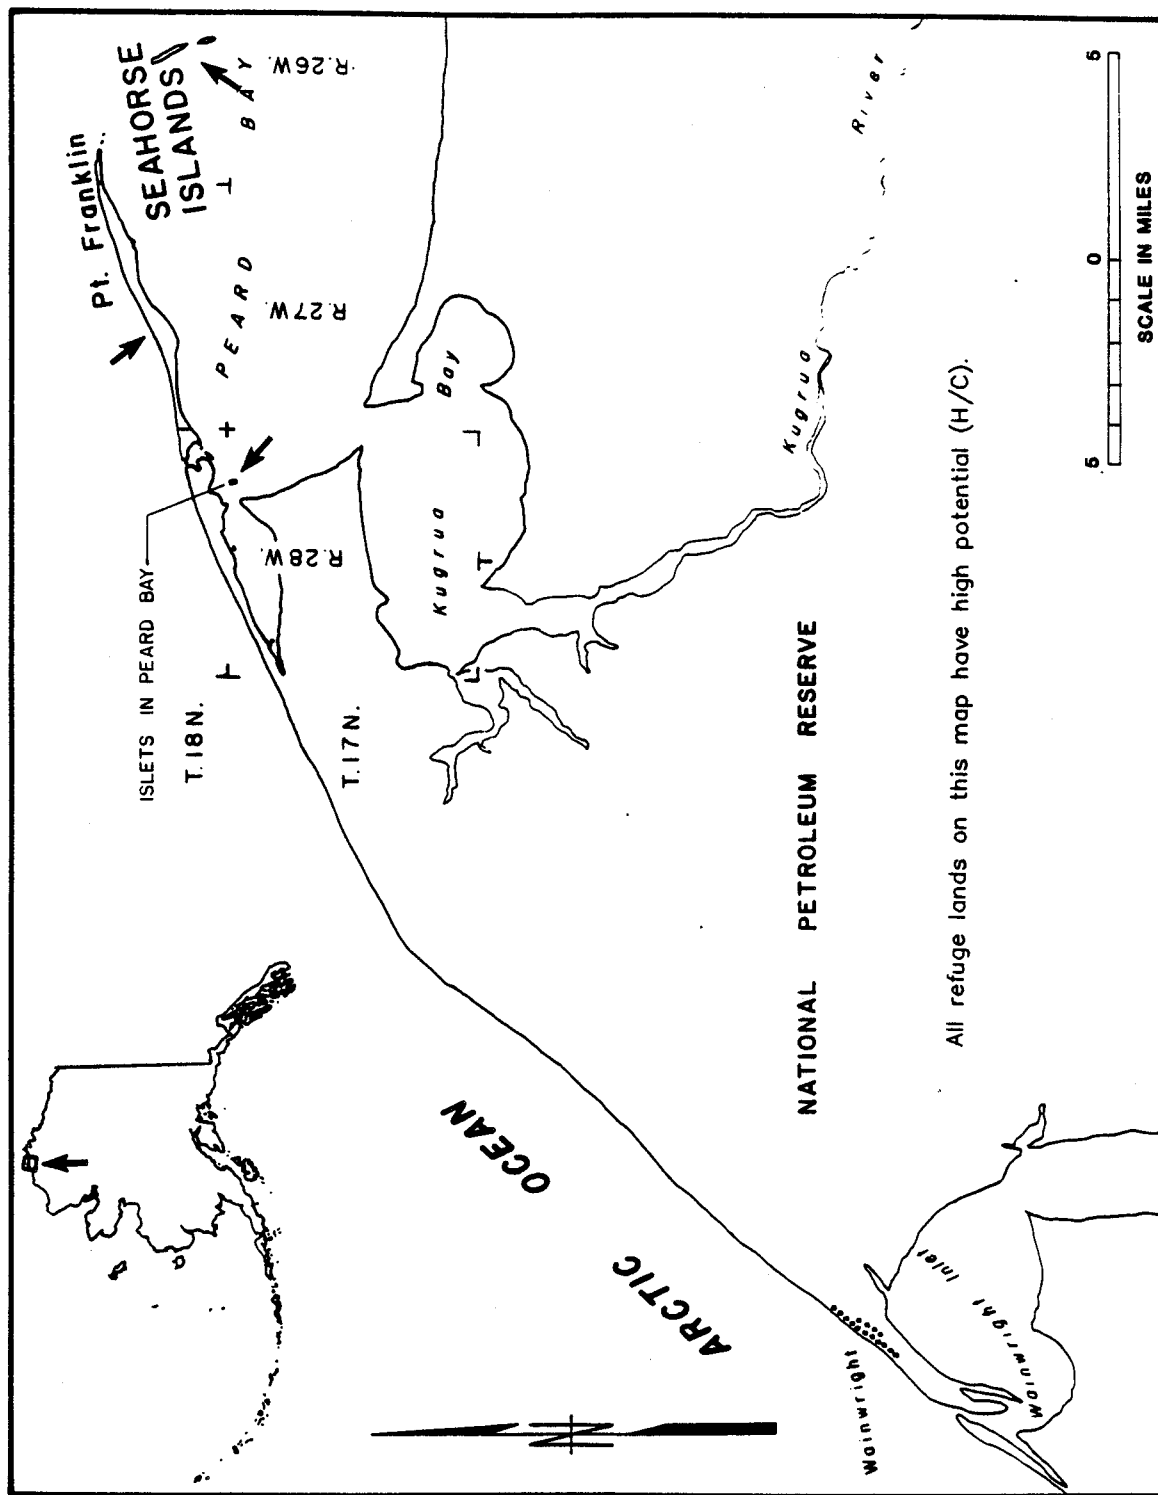 SEAHORSE
ISLANDS
Pt. Franklin
PEARD BAY
R.26W.
R.27W.
R.28W.
ISLETS IN PEARD BAY
T.18N.
T.17N.
Kugrua Bay
Kugrua River
ARCTIC OCEAN
N
NATIONAL PETROLEUM RESERVE
Wainwright
Wainwright Inlet
All refuge lands on this map have high potential (H/C).
5 0 5
SCALE IN MILES